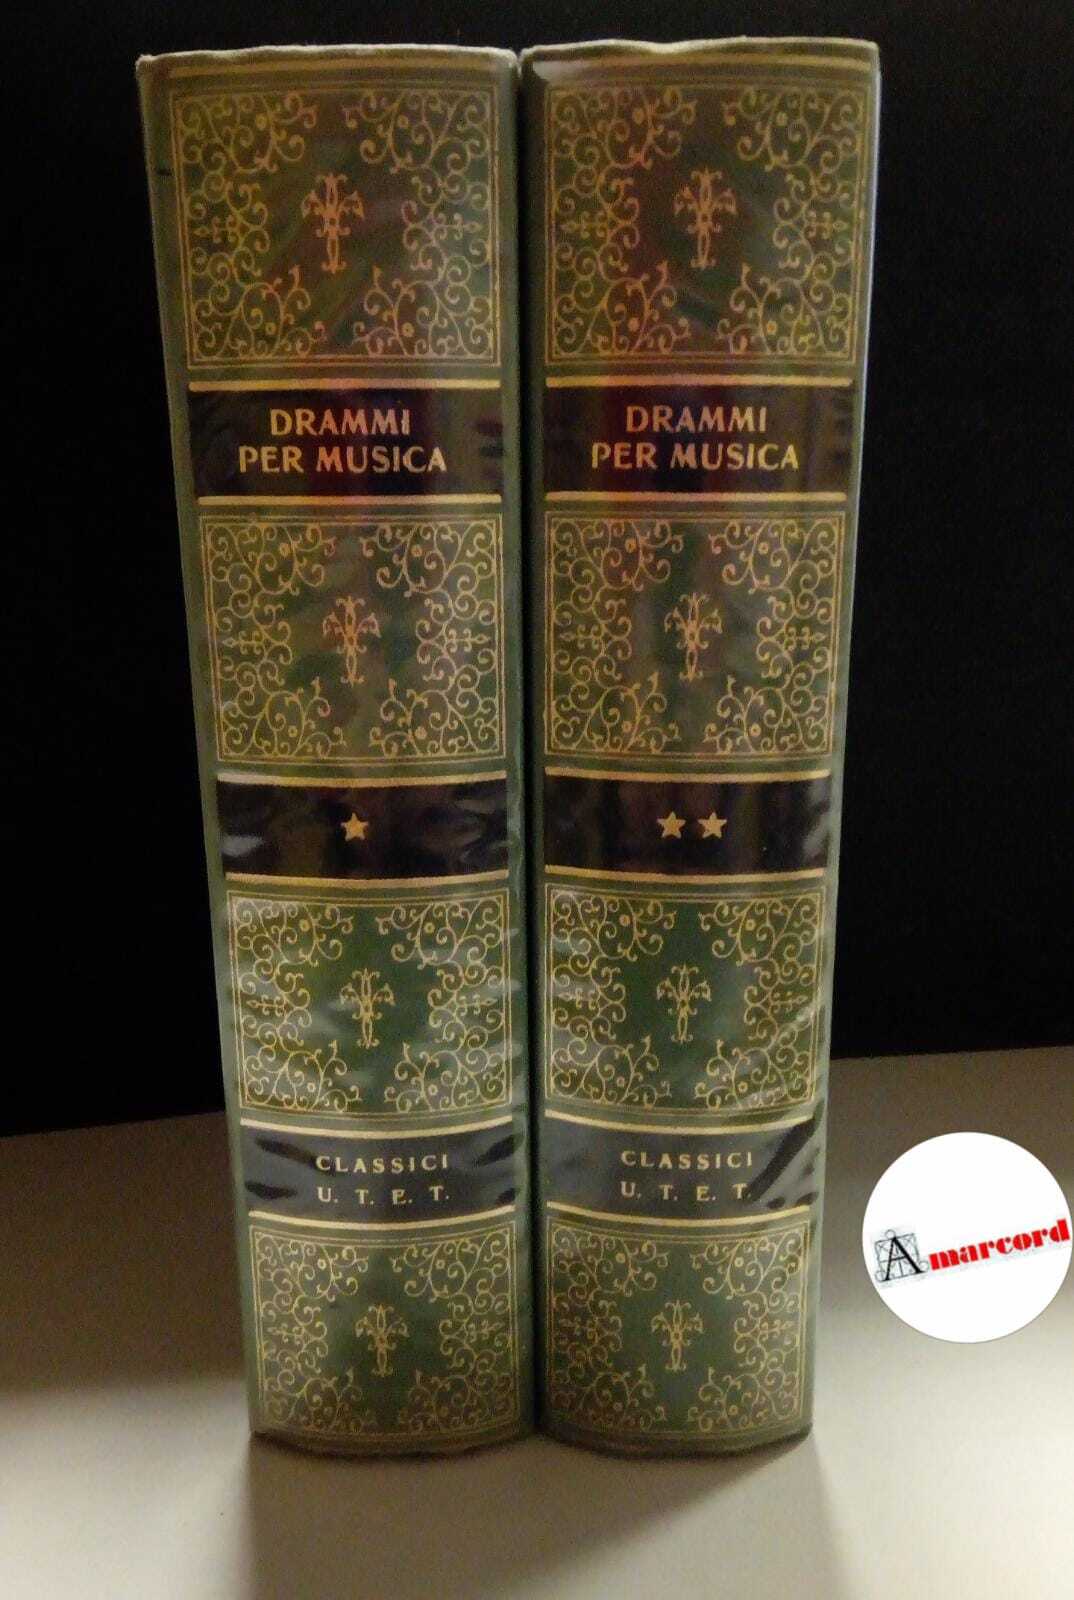 DRAMMI
PER MUSICA
CLASSICI
U. T. E. T.
DRAMMI
PER MUSICA
CLASSICI
U. T. E. T.
Amarcord